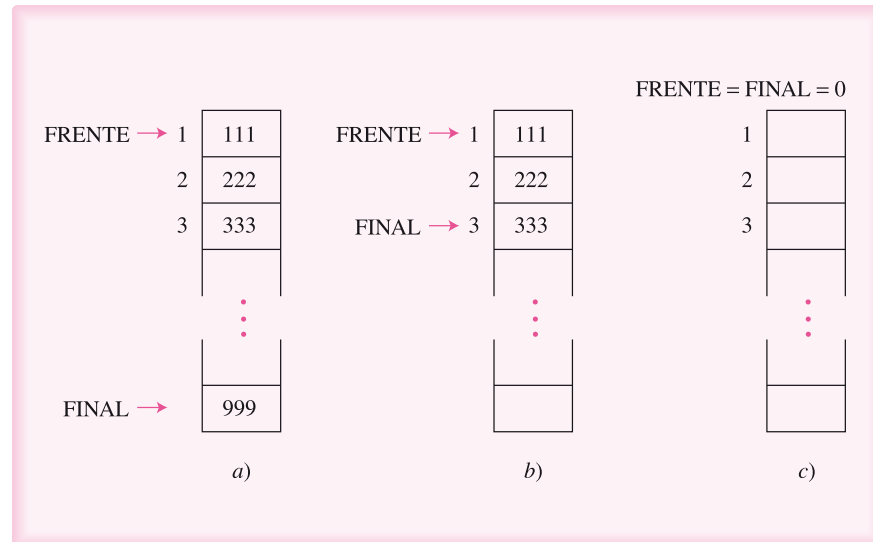 FRENTE = FINAL = 0
FRENTE → 1 111 FRENTE → 1 111 1
2 222 2 222 2
3 333 FINAL → 3 333 3
FINAL → 999
a) b) c)